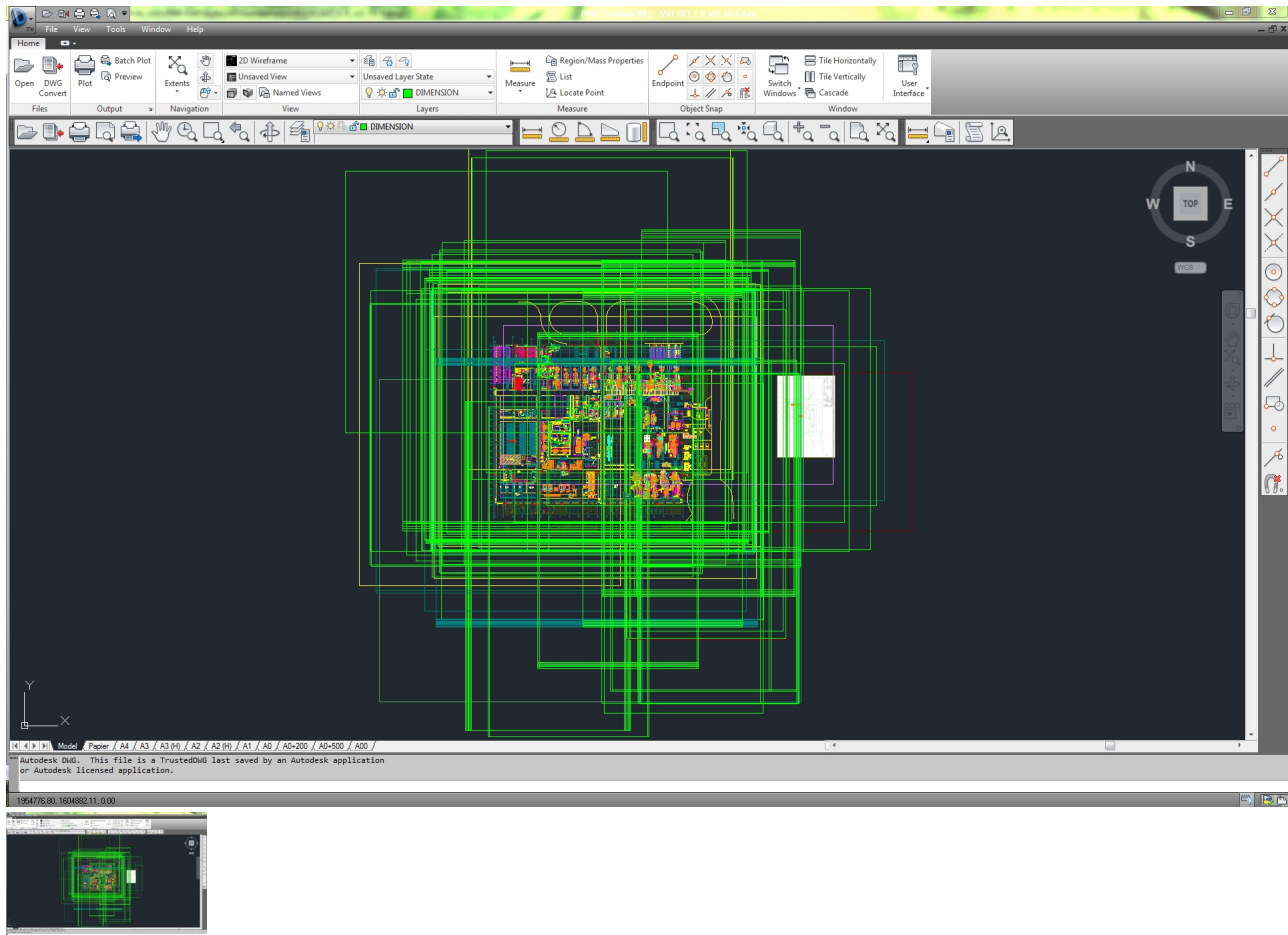 TV
File View Tools Window Help
Home
Open
DWG
Convert
Plot
Batch Plot
Preview
Extents
2D Wireframe
Unsaved View
Named Views
Unsaved Layer State
DIMENSION
Measure
Region/Mass Properties
List
Locate Point
Endpoint
Switch
Windows
Tile Horizontally
Tile Vertically
Cascade
User
Interface
Files Output Navigation View Layers Measure Object Snap Window
DIMENSION
N
W TOP E
S
WCS
Y
X
Model Papier A4 A3 A3 (H) A2 A2 (H) A1 A0 A0+200 A0+500 A00
Autodesk DWG. This file is a TrustedDWG last saved by an Autodesk application
or Autodesk licensed application.
1954776.80, 1604882.11, 0.00